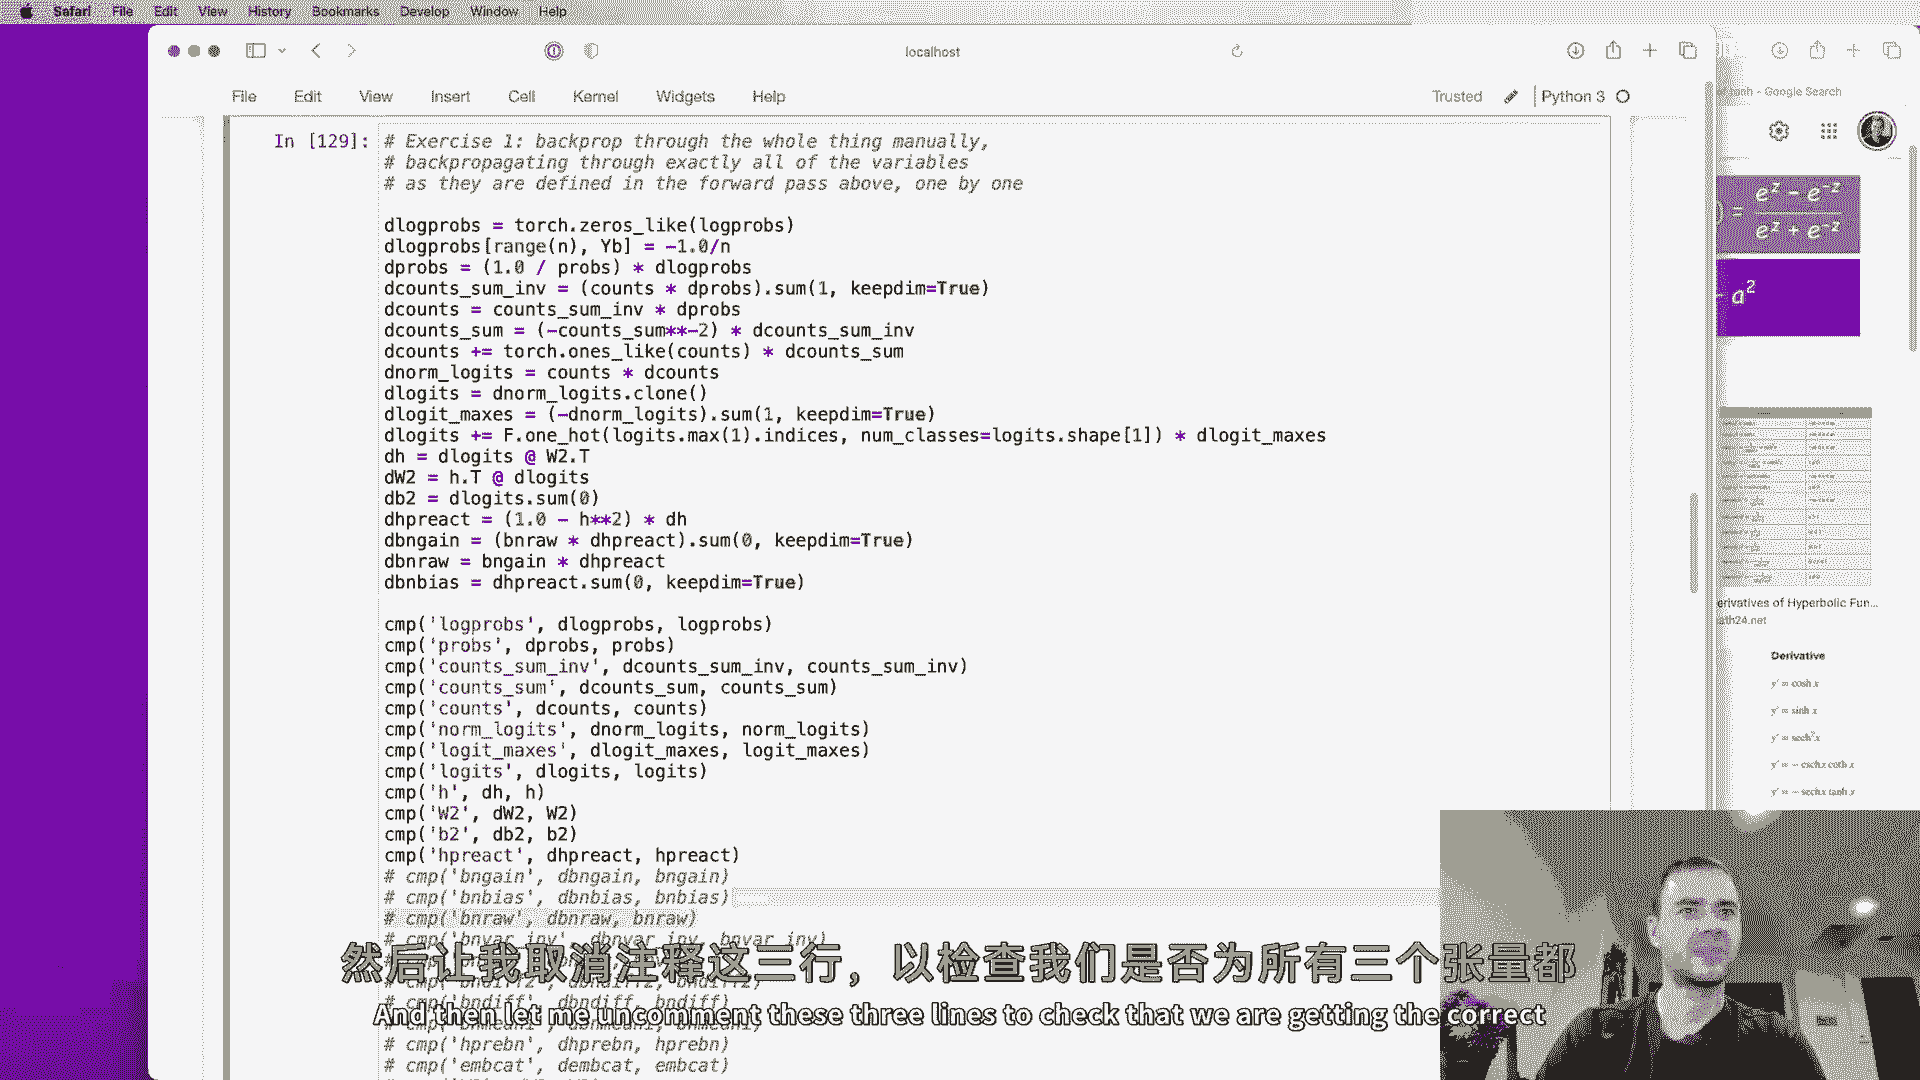 Safari File Edit View History Bookmarks Develop Window Help
localhost
File Edit View Insert Cell Kernel Widgets Help
Trusted Python 3
tanh - Google Search
In [129]:
# Exercise 1: backprop through the whole thing manually,
# backpropagating through exactly all of the variables
# as they are defined in the forward pass above, one by one
dlogprobs = torch.zeros_like(logprobs)
dlogprobs[range(n), Yb] = -1.0/n
dprobs = (1.0 / probs) * dlogprobs
dcounts_sum_inv = (counts * dprobs).sum(1, keepdim=True)
dcounts = counts_sum_inv * dprobs
dcounts_sum = (-counts_sum**-2) * dcounts_sum_inv
dcounts += torch.ones_like(counts) * dcounts_sum
dnorm_logits = counts * dcounts
dlogits = dnorm_logits.clone()
dlogit_maxes = (-dnorm_logits).sum(1, keepdim=True)
dlogits += F.one_hot(logits.max(1).indices, num_classes=logits.shape[1]) * dlogit_maxes
dh = dlogits @ W2.T
dW2 = h.T @ dlogits
db2 = dlogits.sum(0)
dhpreact = (1.0 - h**2) * dh
dbngain = (bnraw * dhpreact).sum(0, keepdim=True)
dbnraw = bngain * dhpreact
dbnbias = dhpreact.sum(0, keepdim=True)
cmp('logprobs', dlogprobs, logprobs)
cmp('probs', dprobs, probs)
cmp('counts_sum_inv', dcounts_sum_inv, counts_sum_inv)
cmp('counts_sum', dcounts_sum, counts_sum)
cmp('counts', dcounts, counts)
cmp('norm_logits', dnorm_logits, norm_logits)
cmp('logit_maxes', dlogit_maxes, logit_maxes)
cmp('logits', dlogits, logits)
cmp('h', dh, h)
cmp('W2', dW2, W2)
cmp('b2', db2, b2)
cmp('hpreact', dhpreact, hpreact)
# cmp('bngain', dbngain, bngain)
# cmp('bnbias', dbnbias, bnbias)
# cmp('bnraw', dbnraw, bnraw)
# cmp('bnvar_inv', dbnvar_inv, bnvar_inv)
然后让我取消注释这三行，以检查我们是否为所有三个张量都
# cmp('bndiff', dbndiff, bndiff)
And then let me uncomment these three lines to check that we are getting the correct
# cmp('hprebn', dhprebn, hprebn)
# cmp('embcat', dembcat, embcat)
= e^z - e^-z
e^z + e^-z
- a²
erivatives of Hyperbolic Fun...
ath24.net
Derivative
y' = cosh x
y' = sinh x
y' = sech² x
y' = - csch x coth x
y' = - sech x tanh x